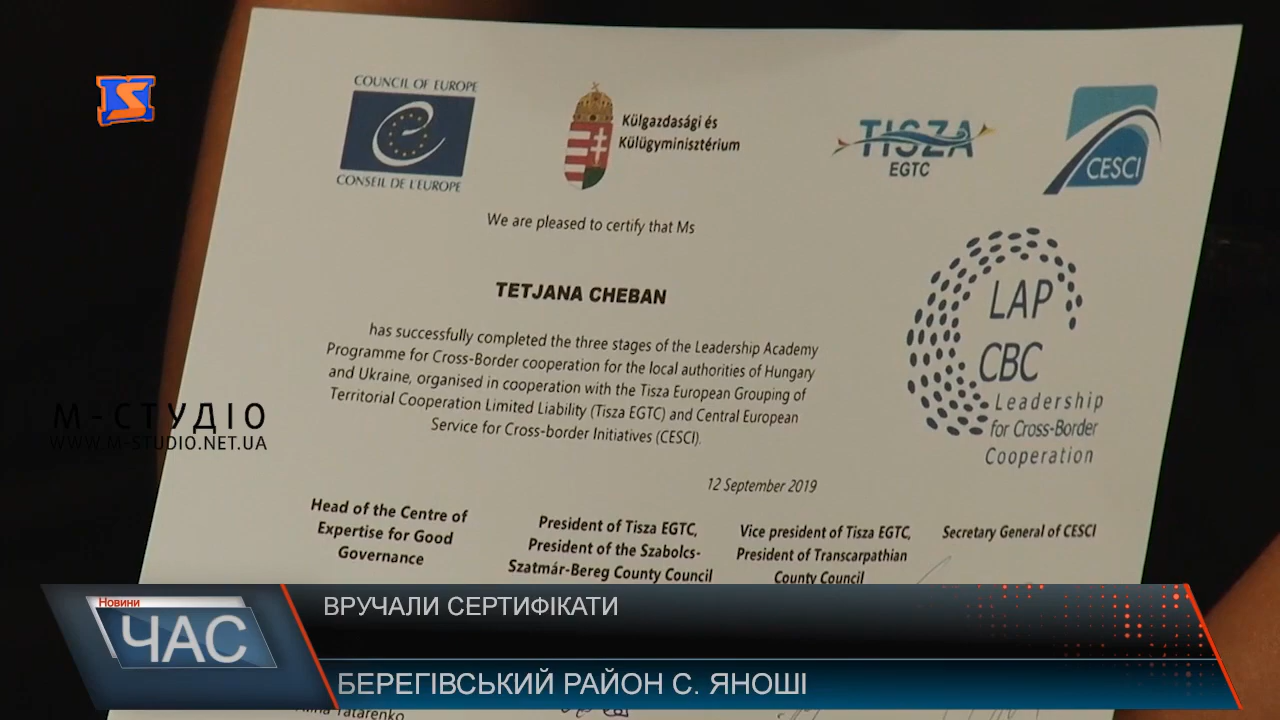 COUNCIL OF EUROPE
CONSEIL DE L'EUROPE
Külgazdasági és
Külügyminisztérium
TISZA
EGTC
CESCI
We are pleased to certify that Ms
TETJANA CHEBAN
has successfully completed the three stages of the Leadership Academy
Programme for Cross-Border cooperation for the local authorities of Hungary
and Ukraine, organised in cooperation with the Tisza European Grouping of
Territorial Cooperation Limited Liability (Tisza EGTC) and Central European
Service for Cross-border Initiatives (CESCI).
LAP
CBC
Leadership
for Cross-Border
Cooperation
12 September 2019
Head of the Centre of
Expertise for Good
Governance
President of Tisza EGTC,
President of the Szabolcs-
Szatmár-Bereg County Council
Vice president of Tisza EGTC,
President of Transcarpathian
County Council
Secretary General of CESCI
М-СТУДІО
WWW.M-STUDIO.NET.UA
Новини
ЧАС
ВРУЧАЛИ СЕРТИФІКАТИ
БЕРЕГІВСЬКИЙ РАЙОН С. ЯНОШІ
Tatarenko